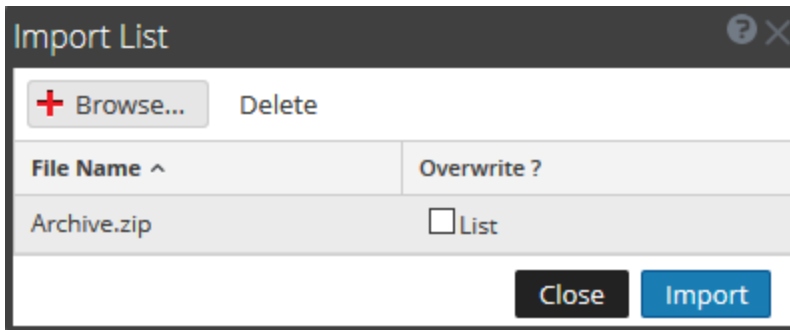 Import List
Browse... Delete
File Name Overwrite ?
Archive.zip List
Close Import